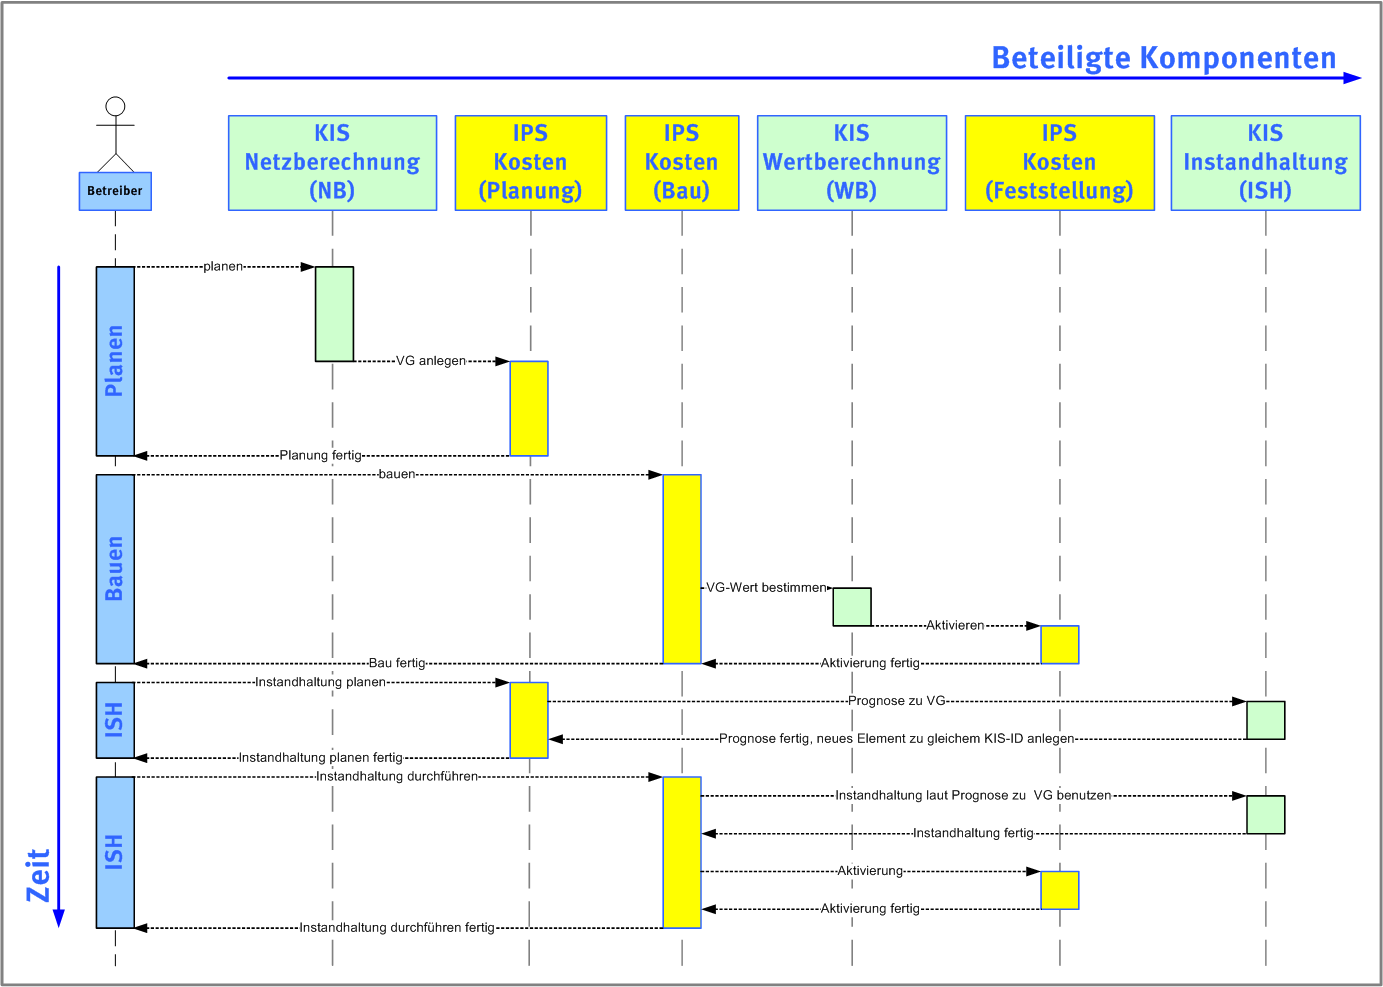 Beteiligte Komponenten
Betreiber
KIS
Netzberechnung
(NB)
IPS
Kosten
(Planung)
IPS
Kosten
(Bau)
KIS
Wertberechnung
(WB)
IPS
Kosten
(Feststellung)
KIS
Instandhaltung
(ISH)
Zeit
Planen
planen
VG anlegen
Planung fertig
Bauen
bauen
VG-Wert bestimmen
Aktivieren
Bau fertig
Aktivierung fertig
ISH
Instandhaltung planen
Prognose zu VG
Prognose fertig, neues Element zu gleichem KIS-ID anlegen
Instandhaltung planen fertig
ISH
Instandhaltung durchführen
Instandhaltung laut Prognose zu  VG benutzen
Instandhaltung fertig
Aktivierung
Aktivierung fertig
Instandhaltung durchführen fertig